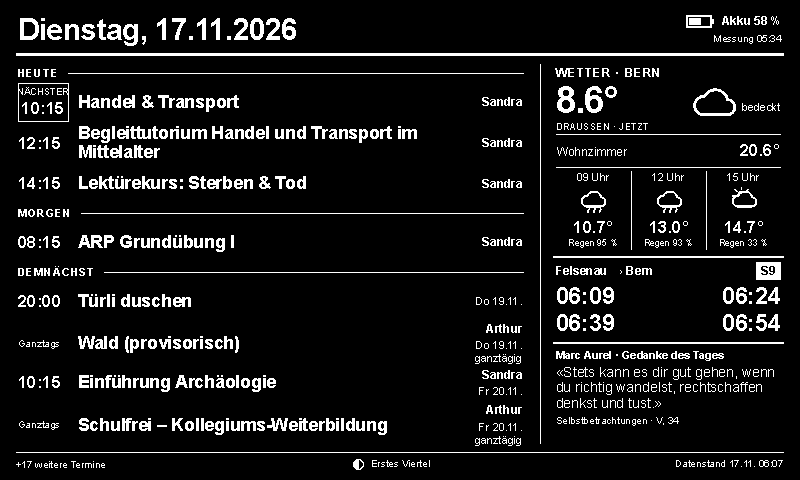 Dienstag, 17.11.2026
Akku 58 %
Messung 05:34
HEUTE
NÄCHSTER
10:15 Handel & Transport Sandra
12:15 Begleittutorium Handel und Transport im
Mittelalter Sandra
14:15 Lektürekurs: Sterben & Tod Sandra
MORGEN
08:15 ARP Grundübung I Sandra
DEMNÄCHST
20:00 Türli duschen Do 19.11.
Ganztags Wald (provisorisch) Arthur
Do 19.11.
ganztägig
10:15 Einführung Archäologie Sandra
Fr 20.11.
Ganztags Schulfrei – Kollegiums-Weiterbildung Arthur
Fr 20.11.
ganztägig
WETTER · BERN
8.6° bedeckt
DRAUSSEN · JETZT
Wohnzimmer 20.6°
09 Uhr 12 Uhr 15 Uhr
10.7° 13.0° 14.7°
Regen 95 % Regen 93 % Regen 33 %
Felsenau › Bern S9
06:09 06:24
06:39 06:54
Marc Aurel · Gedanke des Tages
«Stets kann es dir gut gehen, wenn
du richtig wandelst, rechtschaffen
denkst und tust.»
Selbstbetrachtungen · V, 34
+17 weitere Termine Erstes Viertel Datenstand 17.11. 06:07